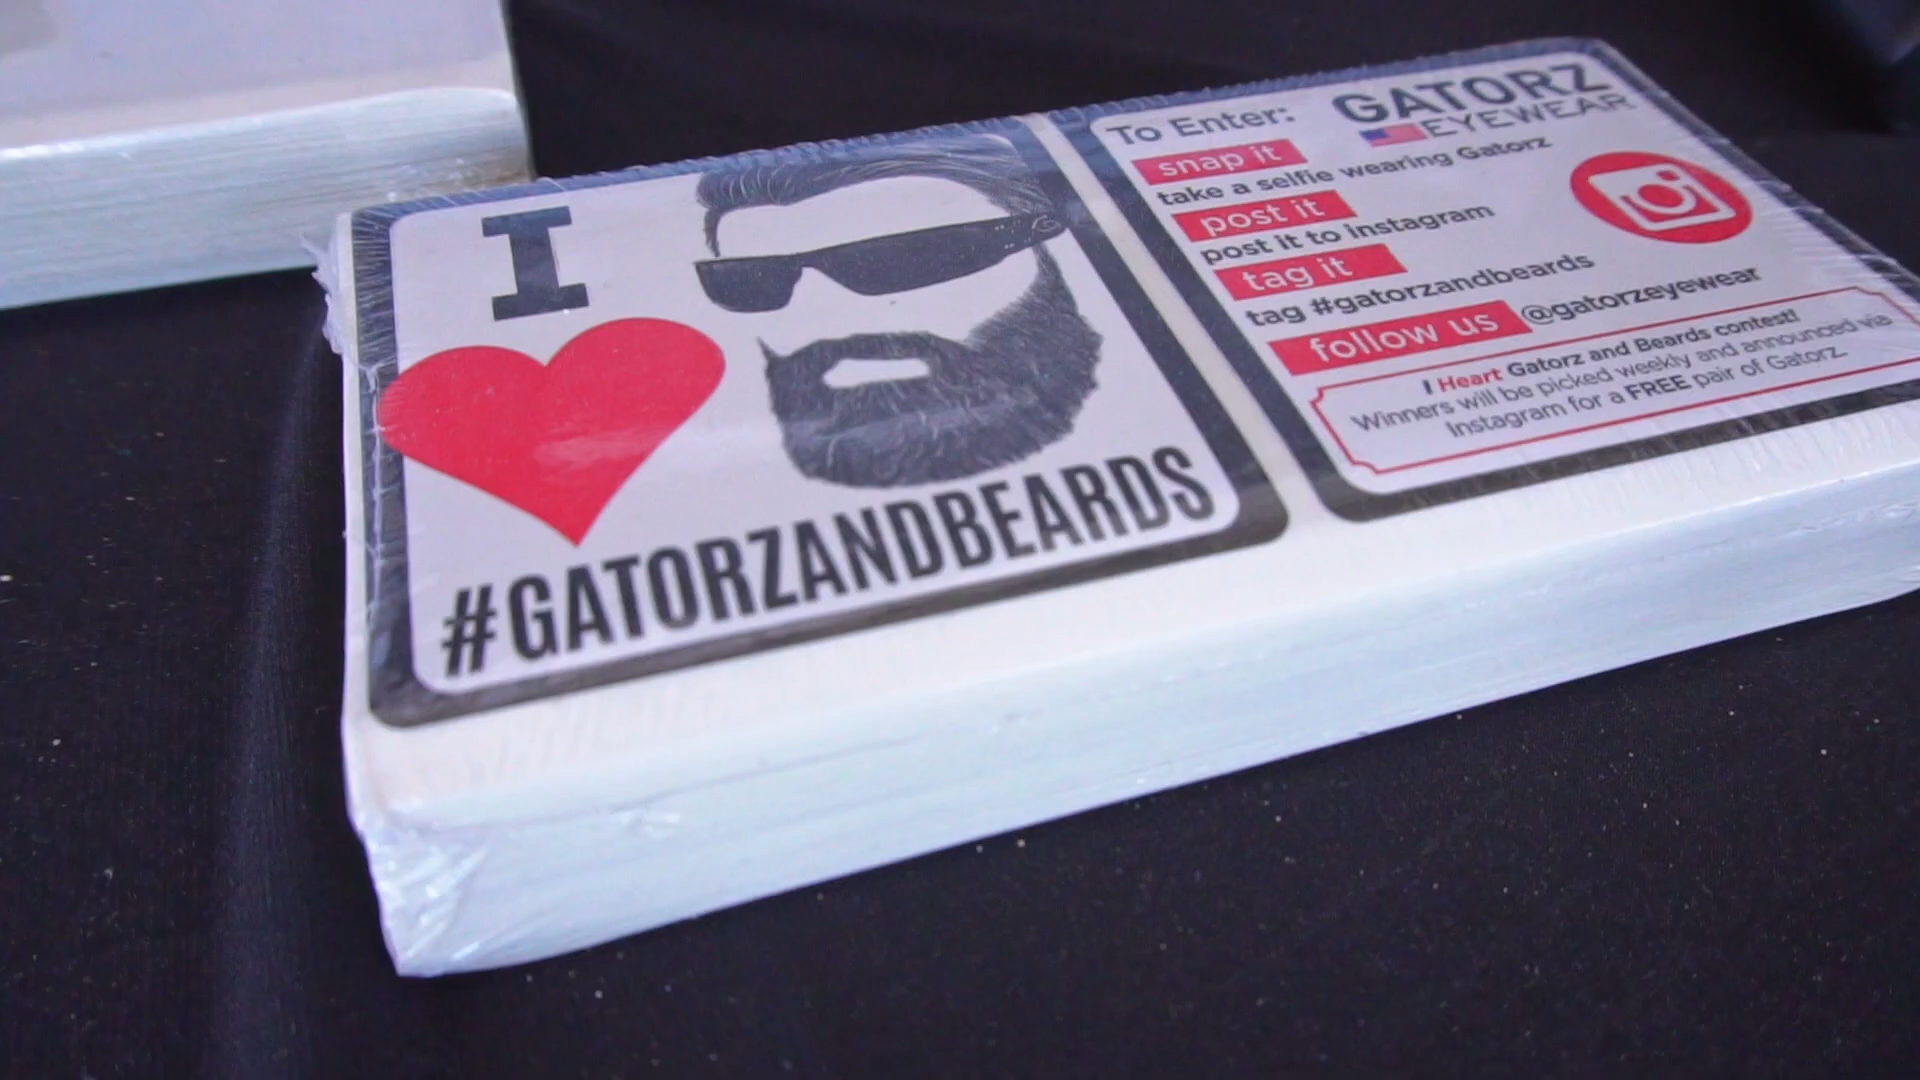 I
#GATORZANDBEARDS
GATORZ
EYEWEAR
To Enter:
snap it
take a selfie wearing Gatorz
post it
post it to instagram
tag it
tag #gatorzandbeards
follow us @gatorzeyewear
I Heart Gatorz and Beards contest!
Winners will be picked weekly and announced via
Instagram for a FREE pair of Gatorz.